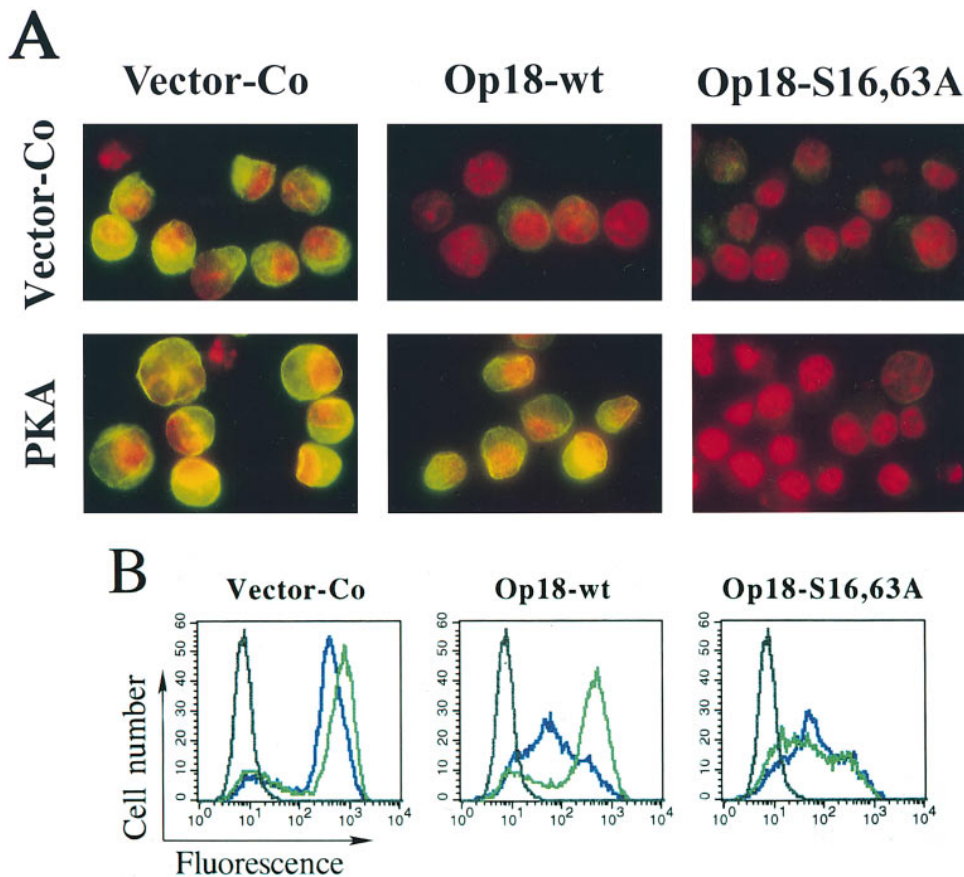 A
Vector-Co Op18-wt Op18-S16,63A
Vector-Co
PKA
B
Vector-Co Op18-wt Op18-S16,63A
Cell number
60 60 60
50 50 50
40 40 40
30 30 30
20 20 20
10 10 10
0 0 0
10⁰ 10¹ 10² 10³ 10⁴ 10⁰ 10¹ 10² 10³ 10⁴ 10⁰ 10¹ 10² 10³ 10⁴
Fluorescence